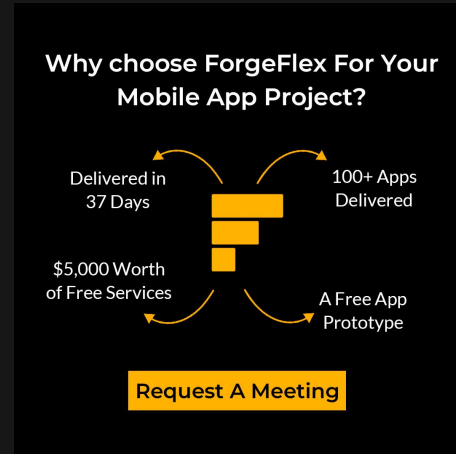 Why choose ForgeFlex For Your
Mobile App Project?
Delivered in
37 Days
100+ Apps
Delivered
$5,000 Worth
of Free Services
A Free App
Prototype
Request A Meeting